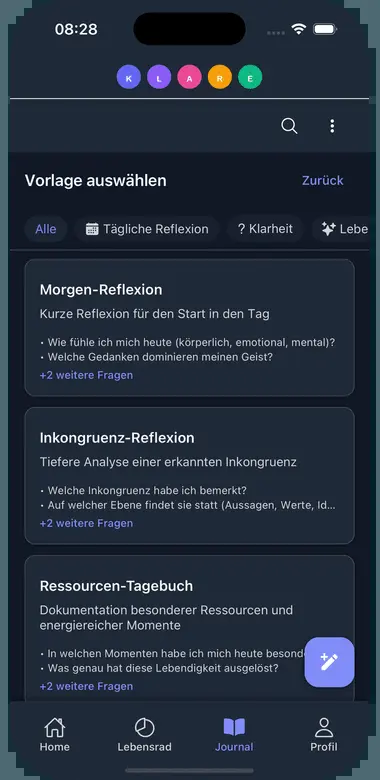 08:28
K L A R E
Vorlage auswählen
Zurück
Alle
Tägliche Reflexion
? Klarheit
Lebe
Morgen-Reflexion
Kurze Reflexion für den Start in den Tag
• Wie fühle ich mich heute (körperlich, emotional, mental)?
• Welche Gedanken dominieren meinen Geist?
+2 weitere Fragen
Inkongruenz-Reflexion
Tiefere Analyse einer erkannten Inkongruenz
• Welche Inkongruenz habe ich bemerkt?
• Auf welcher Ebene findet sie statt (Aussagen, Werte, Id...
+2 weitere Fragen
Ressourcen-Tagebuch
Dokumentation besonderer Ressourcen und
energiereicher Momente
• In welchen Momenten habe ich mich heute besond
• Was genau hat diese Lebendigkeit ausgelöst?
+2 weitere Fragen
Home
Lebensrad
Journal
Profil